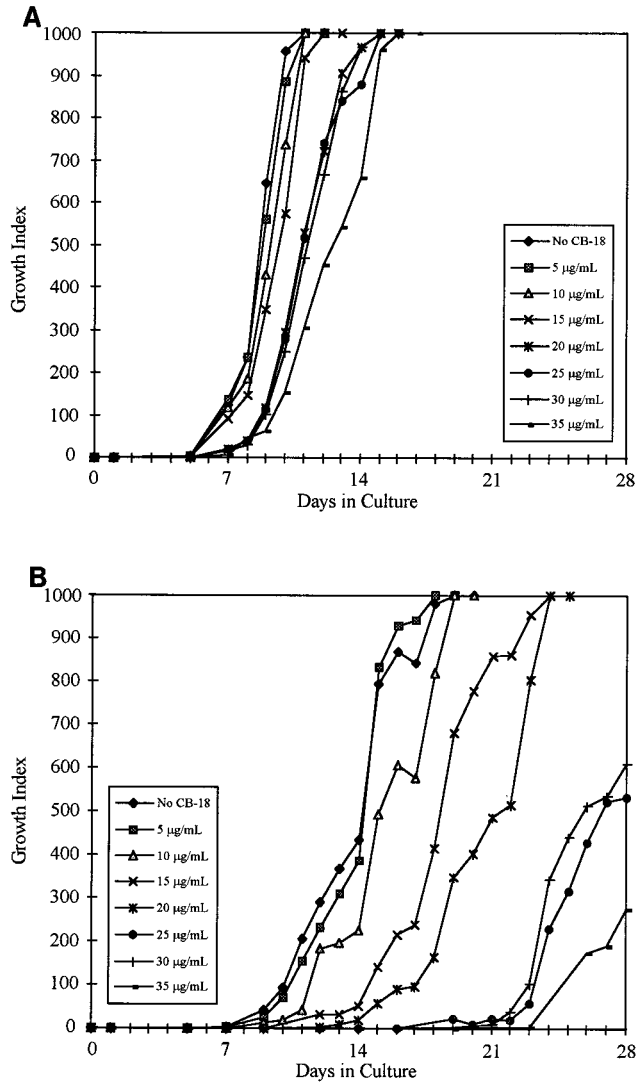 A
1000
900
800
700
600
500
400
300
200
100
0
Growth Index
No CB-18
5 µg/mL
10 µg/mL
15 µg/mL
20 µg/mL
25 µg/mL
30 µg/mL
35 µg/mL
0 7 14 21 28
Days in Culture
B
1000
900
800
700
600
500
400
300
200
100
0
Growth Index
No CB-18
5 µg/mL
10 µg/mL
15 µg/mL
20 µg/mL
25 µg/mL
30 µg/mL
35 µg/mL
0 7 14 21 28
Days in Culture